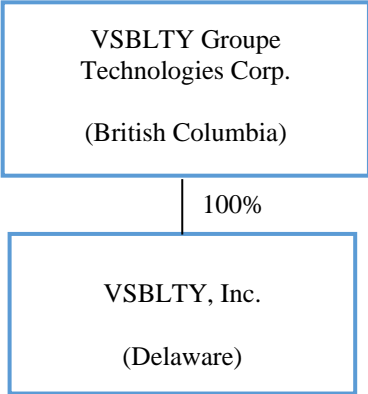 VSBLTY Groupe
Technologies Corp.
(British Columbia)
100%
VSBLTY, Inc.
(Delaware)